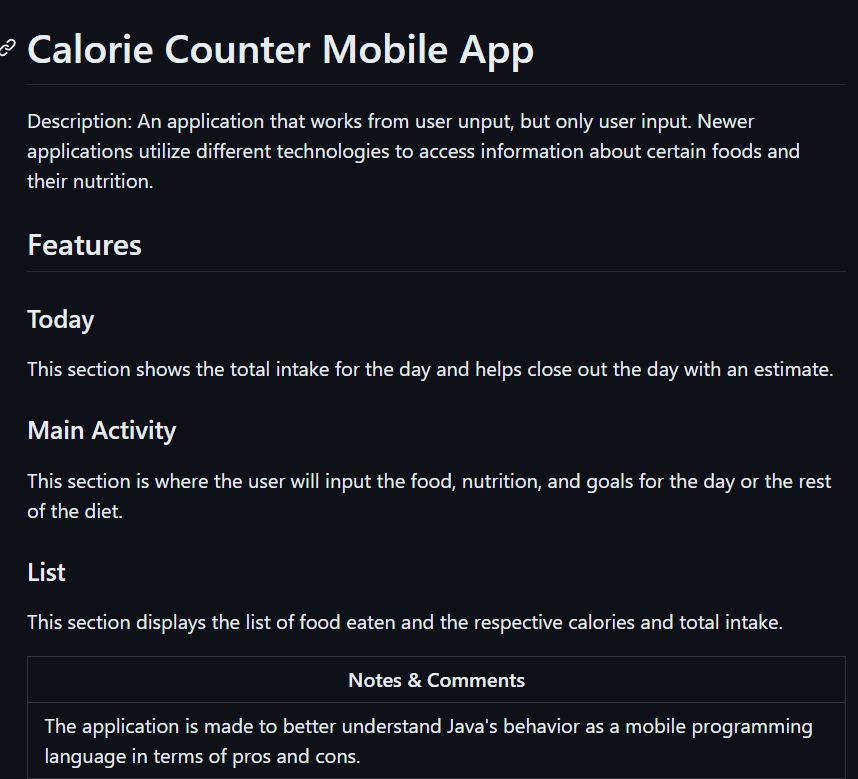 Calorie Counter Mobile App
Description: An application that works from user unput, but only user input. Newer
applications utilize different technologies to access information about certain foods and
their nutrition.
Features
Today
This section shows the total intake for the day and helps close out the day with an estimate.
Main Activity
This section is where the user will input the food, nutrition, and goals for the day or the rest
of the diet.
List
This section displays the list of food eaten and the respective calories and total intake.
Notes & Comments
The application is made to better understand Java's behavior as a mobile programming
language in terms of pros and cons.